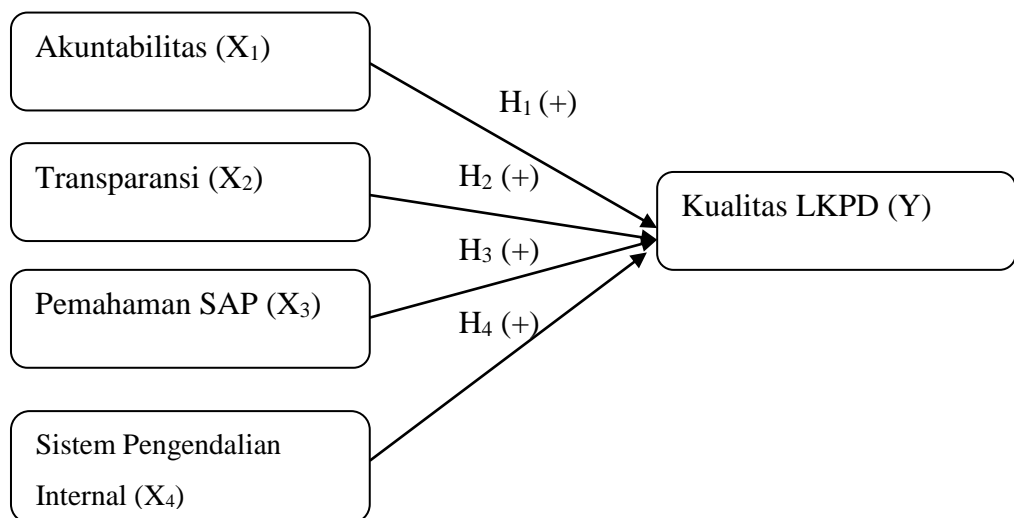 Akuntabilitas (X₁)
H₁ (+)
Transparansi (X₂)
H₂ (+)
Kualitas LKPD (Y)
H₃ (+)
Pemahaman SAP (X₃)
H₄ (+)
Sistem Pengendalian
Internal (X₄)